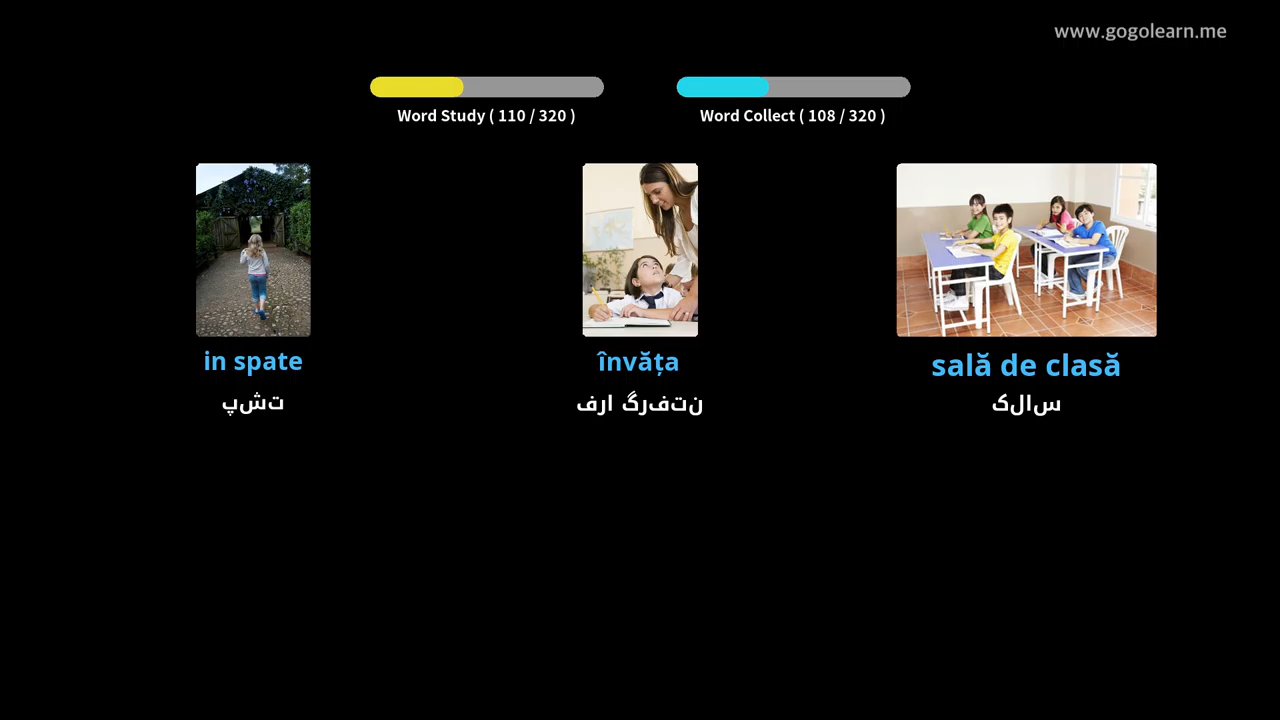 www.gogolearn.me
Word Study ( 110 / 320 )
Word Collect ( 108 / 320 )
in spate
تشپ
învăța
نتفرگ ارف
sală de clasă
سالک